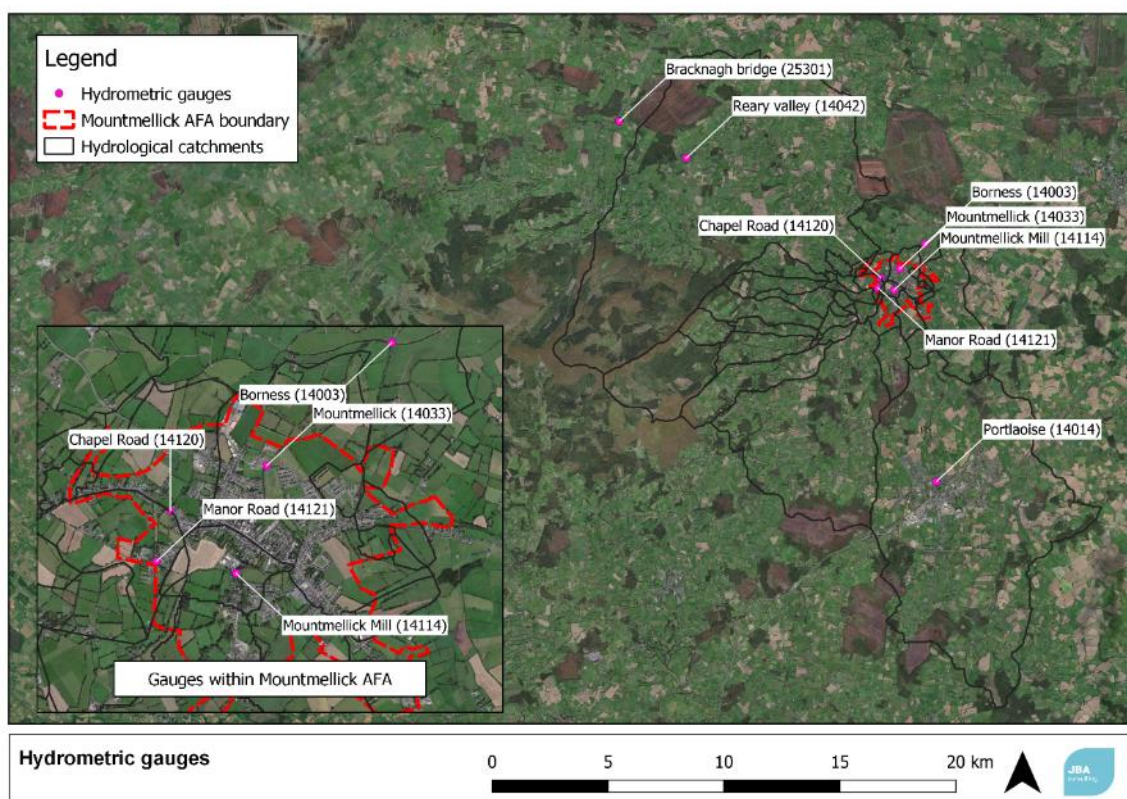 Legend
Hydrometric gauges
Mountmellick AFA boundary
Hydrological catchments
Bracknagh bridge (25301)
Reary valley (14042)
Borness (14003)
Mountmellick (14033)
Chapel Road (14120)
Mountmellick Mill (14114)
Manor Road (14121)
Portlaoise (14014)
Borness (14003)
Mountmellick (14033)
Chapel Road (14120)
Manor Road (14121)
Mountmellick Mill (14114)
Gauges within Mountmellick AFA
Hydrometric gauges
0 5 10 15 20 km
JBA
consulting